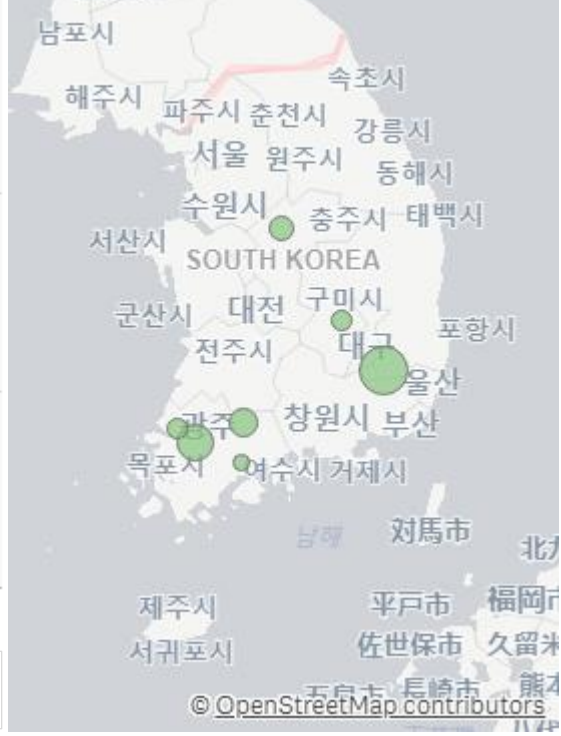 남포시
속초시
해주시
파주시 춘천시
강릉시
서울 원주시
동해시
수원시
충주시 태백시
서산시
SOUTH KOREA
구미시
군산시 대전
포항시
전주시
대구
울산
광주 창원시 부산
목포시 여수시 거제시
남해
対馬市
제주시
平戸市 福岡市
서귀포시
佐世保市 久留米
長崎市
© OpenStreetMap contributors